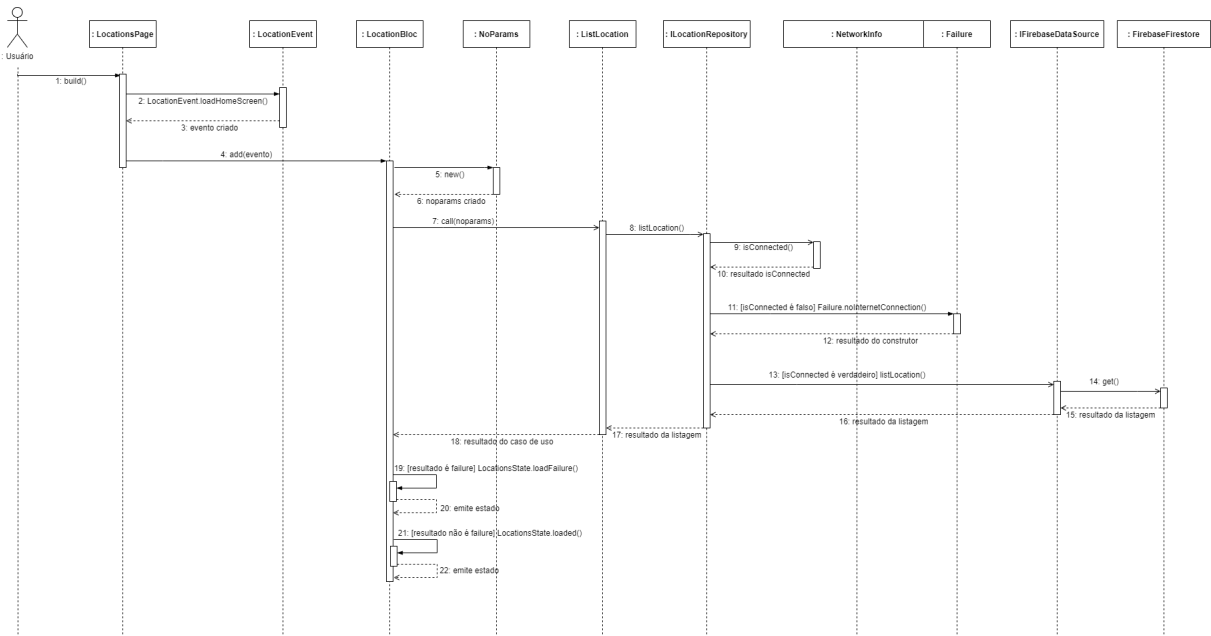 : LocationsPage
: LocationEvent
: LocationBloc
: NoParams
: ListLocation
: ILocationRepository
: NetworkInfo
: Failure
: IFirebaseDataSource
: FirebaseFirestore
: Usuário
1: build()
2: LocationEvent.loadHomeScreen()
3: evento criado
4: add(evento)
5: new()
6: noparams criado
7: call(noparams)
8: listLocation()
9: isConnected()
10: resultado isConnected
11: [isConnected é falso] Failure.noInternetConnection()
12: resultado do construtor
13: [isConnected é verdadeiro] listLocation()
14: get()
15: resultado da listagem
16: resultado da listagem
17: resultado da listagem
18: resultado do caso de uso
19: [resultado é failure] LocationsState.loadFailure()
20: emite estado
21: [resultado não é failure] LocationsState.loaded()
22: emite estado